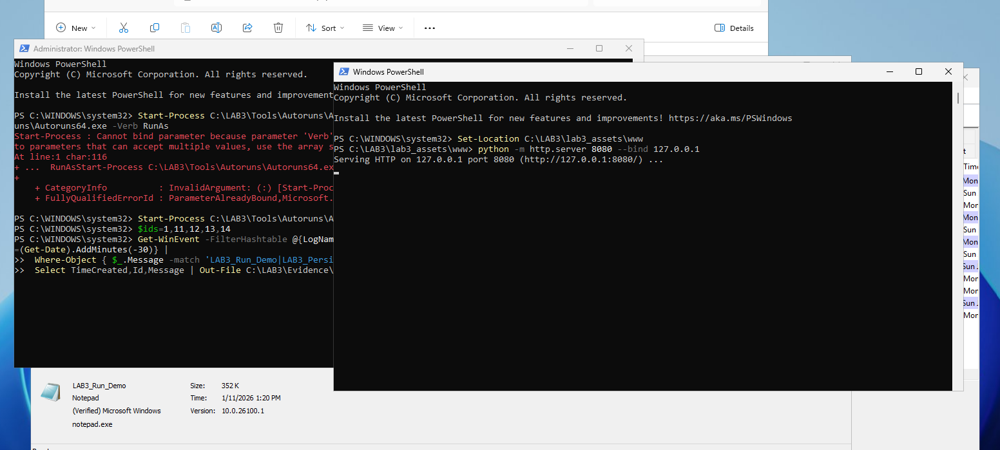 New
Sort
View
Details
Administrator: Windows PowerShell
Windows PowerShell
Copyright (C) Microsoft Corporation. All rights reserved.
Install the latest PowerShell for new features and improvement
PS C:\WINDOWS\system32> Start-Process C:\LAB3\Tools\Autoruns\A
uns\Autoruns64.exe -Verb RunAs
Start-Process : Cannot bind parameter because parameter 'Verb'
to parameters that can accept multiple values, use the array s
At line:1 char:116
+ ...  RunAsStart-Process C:\LAB3\Tools\Autoruns\Autoruns64.ex
+
    + CategoryInfo          : InvalidArgument: (:) [Start-Proc
    + FullyQualifiedErrorId : ParameterAlreadyBound,Microsoft.
PS C:\WINDOWS\system32> Start-Process C:\LAB3\Tools\Autoruns\A
PS C:\WINDOWS\system32> $ids=1,11,12,13,14
PS C:\WINDOWS\system32> Get-WinEvent -FilterHashtable @{LogNam
=(Get-Date).AddMinutes(-30)} |
>>  Where-Object { $_.Message -match 'LAB3_Run_Demo|LAB3_Persi
>>  Select TimeCreated,Id,Message | Out-File C:\LAB3\Evidence\
Windows PowerShell
Windows PowerShell
Copyright (C) Microsoft Corporation. All rights reserved.
Install the latest PowerShell for new features and improvements! https://aka.ms/PSWindows
PS C:\WINDOWS\system32> Set-Location C:\LAB3\lab3_assets\www
PS C:\LAB3\lab3_assets\www> python -m http.server 8080 --bind 127.0.0.1
Serving HTTP on 127.0.0.1 port 8080 (http://127.0.0.1:8080/) ...
Time
Mon
Sun
Mon
Mon
Sun
Mon
Sun
Sun
Mon
Mon
Sun
Mon
LAB3_Run_Demo
Size: 352 K
Notepad
Time: 1/11/2026 1:20 PM
(Verified) Microsoft Windows
Version: 10.0.26100.1
notepad.exe